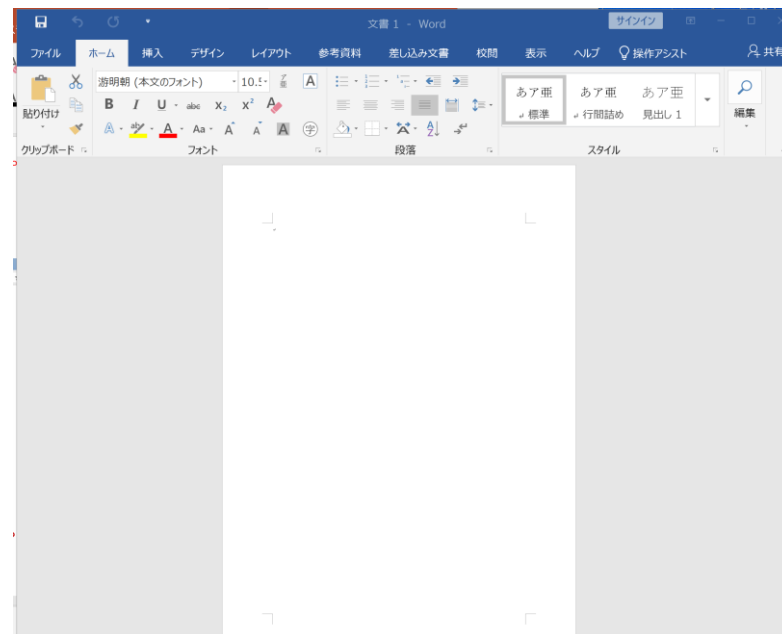 文書 1 - Word
サインイン
ファイル ホーム 挿入 デザイン レイアウト 参考資料 差し込み文書 校閲 表示 ヘルプ 操作アシスト 共有
貼り付け
游明朝 (本文のフォント) 10.5
B I U abc X₂ X² A
A aby A Aa A A A 字
あア亜 あア亜 あア亜
標準 行間詰め 見出し 1
編集
クリップボード フォント 段落 スタイル